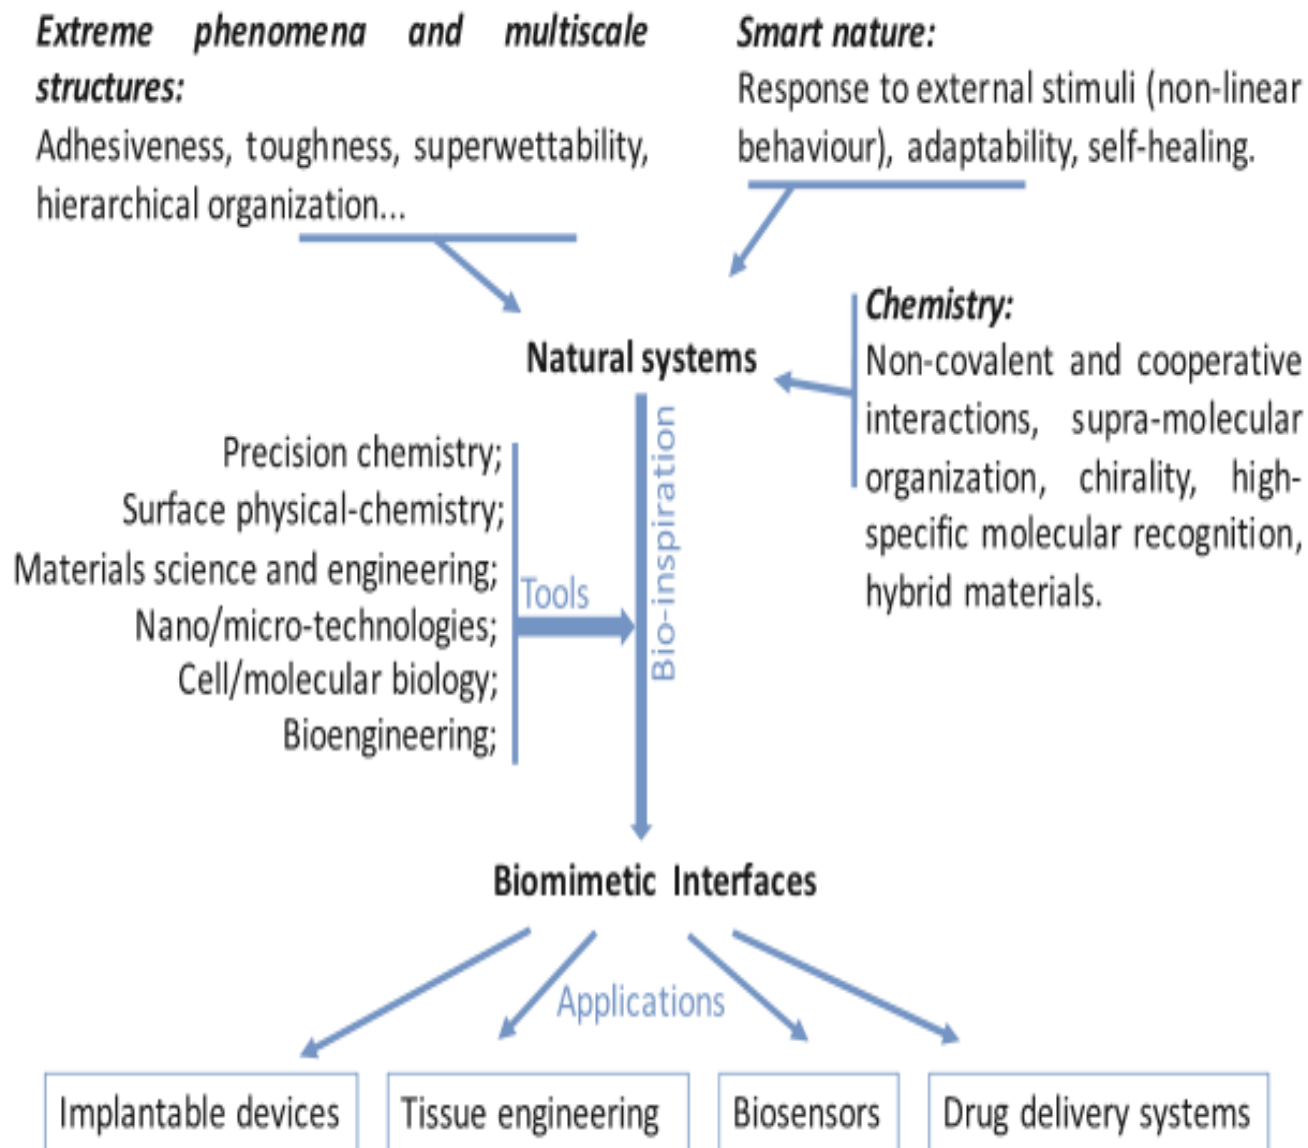 Extreme phenomena and multiscale
structures:
Adhesiveness, toughness, superwettability,
hierarchical organization...
Smart nature:
Response to external stimuli (non-linear
behaviour), adaptability, self-healing.
Chemistry:
Non-covalent and cooperative
interactions, supra-molecular
organization, chirality, high-
specific molecular recognition,
hybrid materials.
Natural systems
Bio-inspiration
Precision chemistry;
Surface physical-chemistry;
Materials science and engineering;
Nano/micro-technologies;
Cell/molecular biology;
Bioengineering;
Tools
Biomimetic Interfaces
Applications
Implantable devices
Tissue engineering
Biosensors
Drug delivery systems